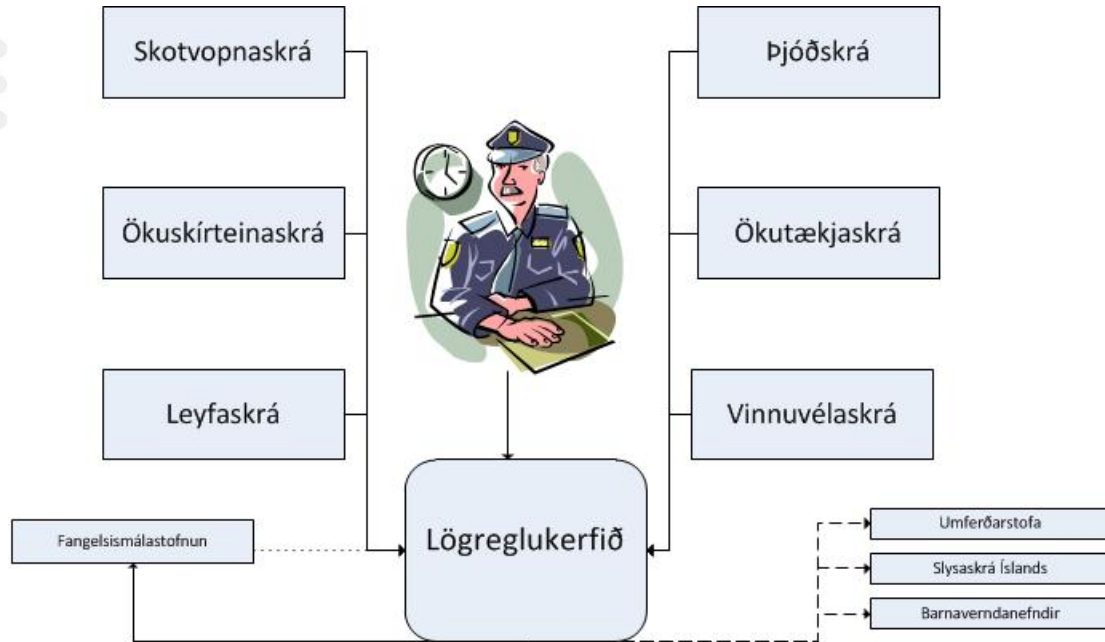 Skotvopnaskrá
Þjóðskrá
Ökuskírteinaskrá
Ökutækjaskrá
Leyfaskrá
Vinnuvélaskrá
Lögreglukerfið
Fangelsismálastofnun
Umferðarstofa
Slysaskrá Íslands
Barnaverndanefndir